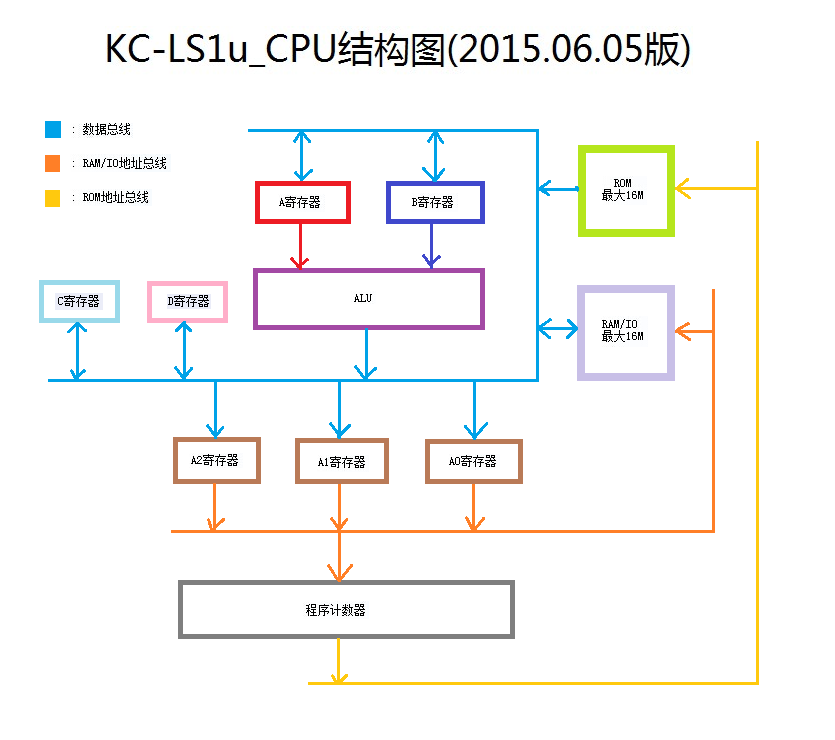 KC-LS1u_CPU结构图(2015.06.05版)
: 数据总线
: RAM/IO地址总线
: ROM地址总线
A寄存器
B寄存器
ROM
最大16M
C寄存器
D寄存器
ALU
RAM/IO
最大16M
A2寄存器
A1寄存器
A0寄存器
程序计数器